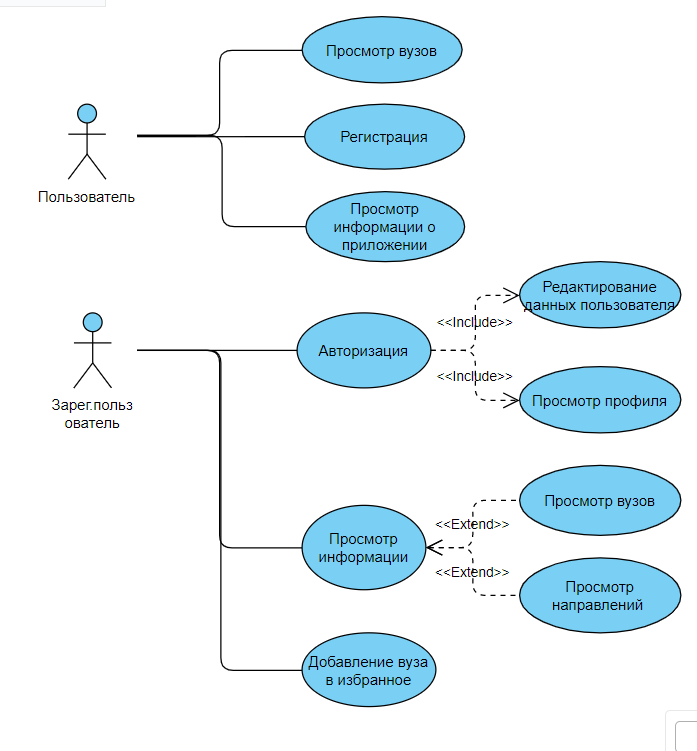 Просмотр вузов
Регистрация
Пользователь
Просмотр
информации о
приложении
Редактирование
данных пользователя
<<Include>>
Авторизация
<<Include>>
Просмотр профиля
Зарег.польз
ователь
Просмотр вузов
<<Extend>>
Просмотр
информации
<<Extend>>
Просмотр
направлений
Добавление вуза
в избранное